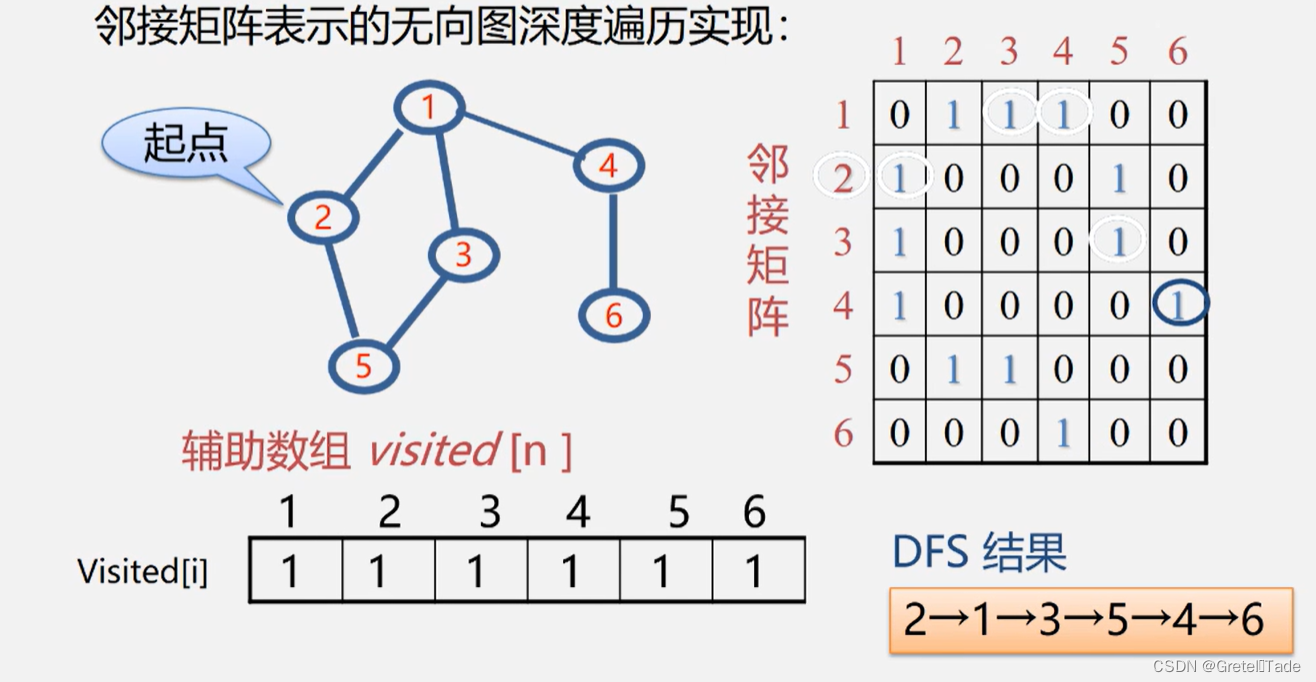 邻接矩阵表示的无向图深度遍历实现：
起点
1
2
3
4
5
6
邻接矩阵
1 2 3 4 5 6
1 0 1 1 1 0 0
2 1 0 0 0 1 0
3 1 0 0 0 1 0
4 1 0 0 0 0 1
5 0 1 1 0 0 0
6 0 0 0 1 0 0
辅助数组 visited [n ]
1 2 3 4 5 6
Visited[i] 1 1 1 1 1 1
DFS 结果
2→1→3→5→4→6
CSDN @Gretel▯Tade